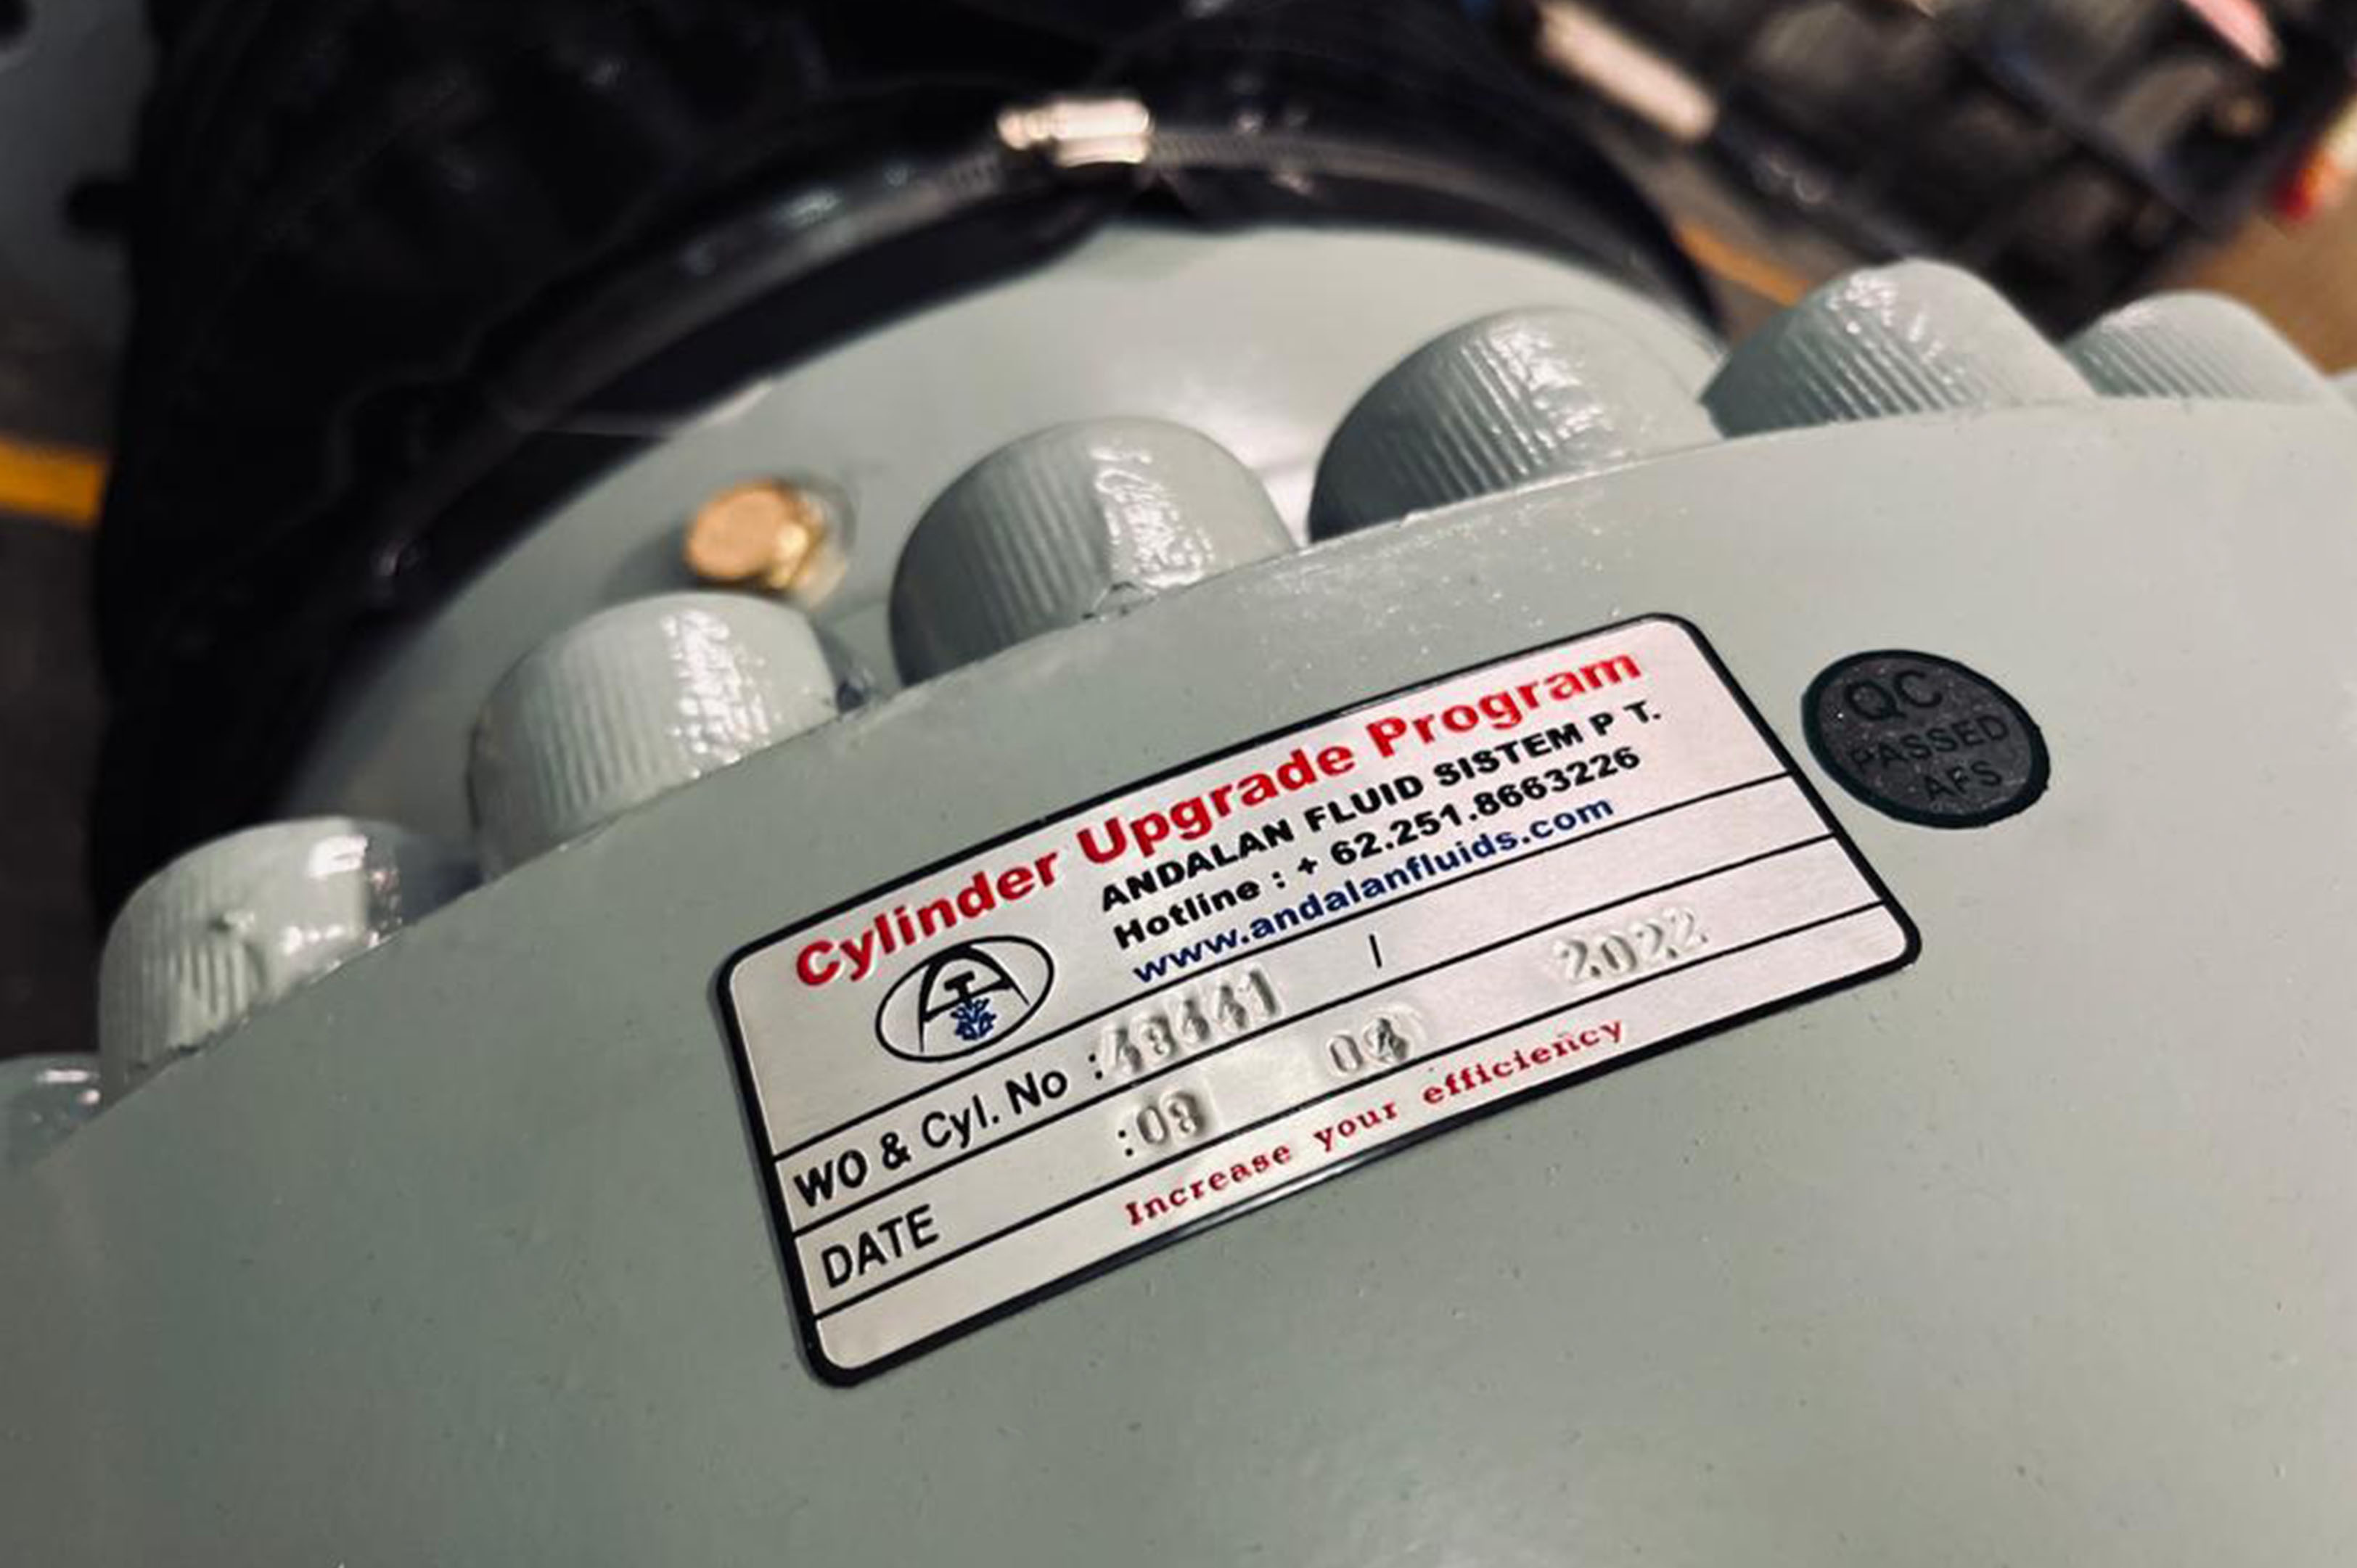 Cylinder Upgrade Program
ANDALAN FLUID SISTEM P T.
Hotline : + 62.251.8663226
www.andalanfluids.com
WO & Cyl. No : /
DATE : 2022
Increase your efficiency
QC
PASSED
AFS